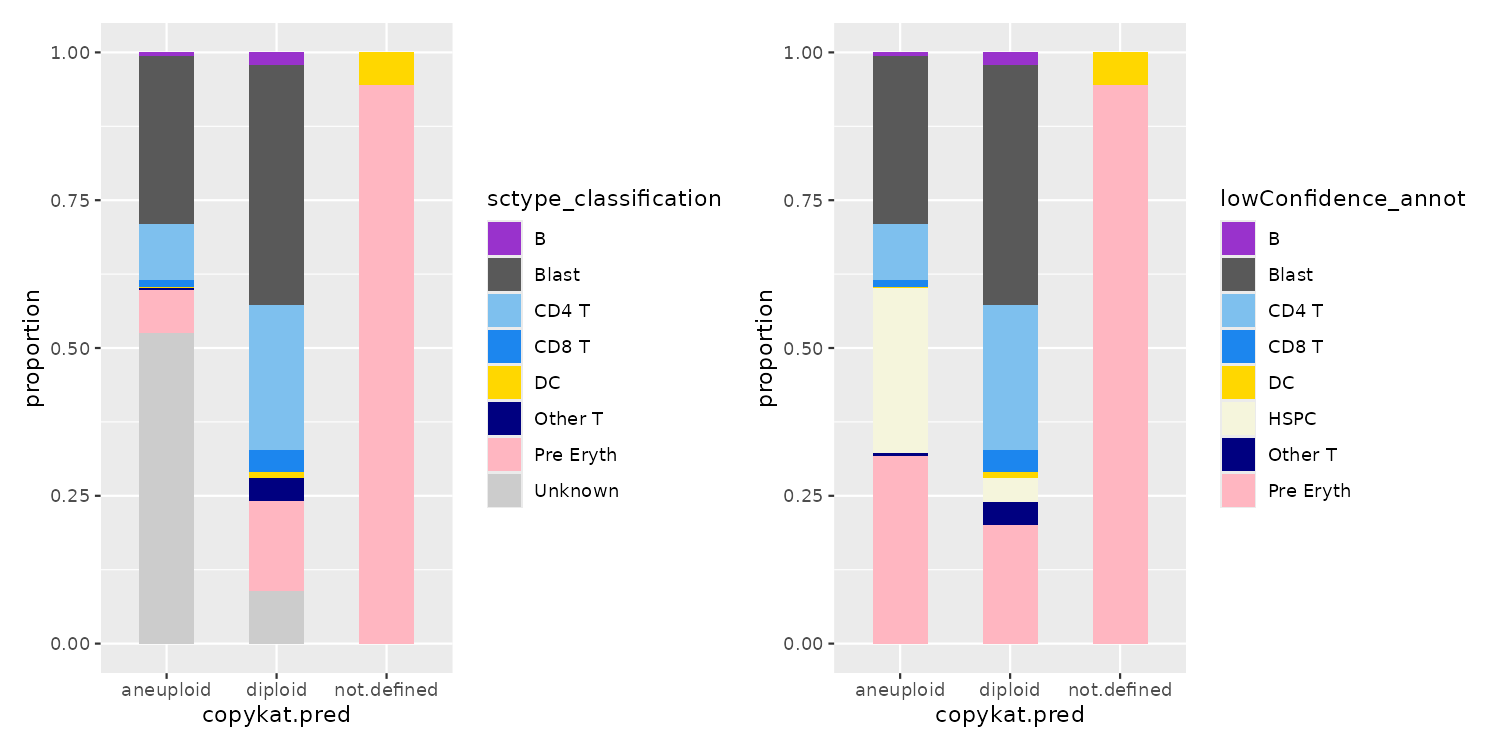 1.00
0.75
0.50
0.25
0.00
proportion
aneuploid diploid not.defined
copykat.pred
sctype_classification
B
Blast
CD4 T
CD8 T
DC
Other T
Pre Eryth
Unknown
1.00
0.75
0.50
0.25
0.00
proportion
aneuploid diploid not.defined
copykat.pred
lowConfidence_annot
B
Blast
CD4 T
CD8 T
DC
HSPC
Other T
Pre Eryth